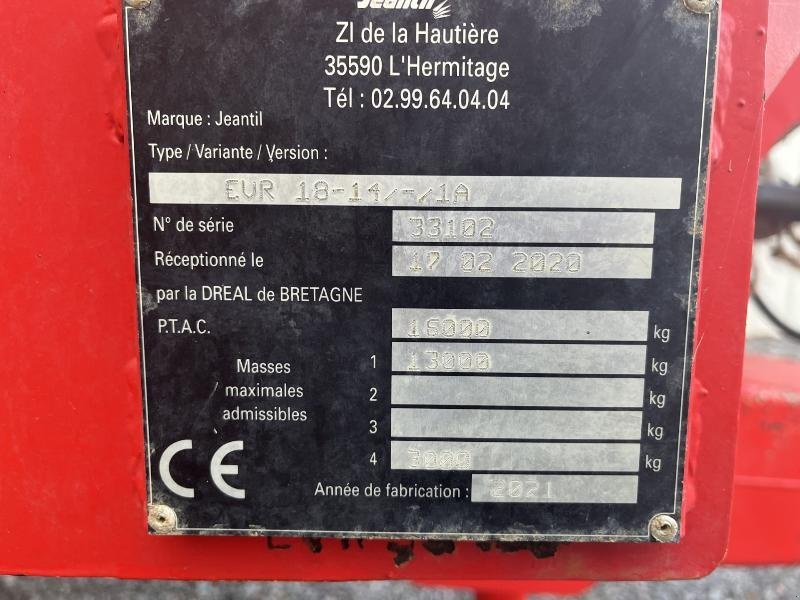 Jeantil
ZI de la Hautière
35590 L'Hermitage
Tél : 02.99.64.04.04
Marque : Jeantil
Type / Variante / Version :
EVR 18-14/-/1A
N° de série 33102
Réceptionné le 17 02 2020
par la DREAL de BRETAGNE
P.T.A.C. 16000 kg
Masses maximales admissibles
1 13000 kg
2 kg
3 kg
4 3000 kg
CE
Année de fabrication : 2021